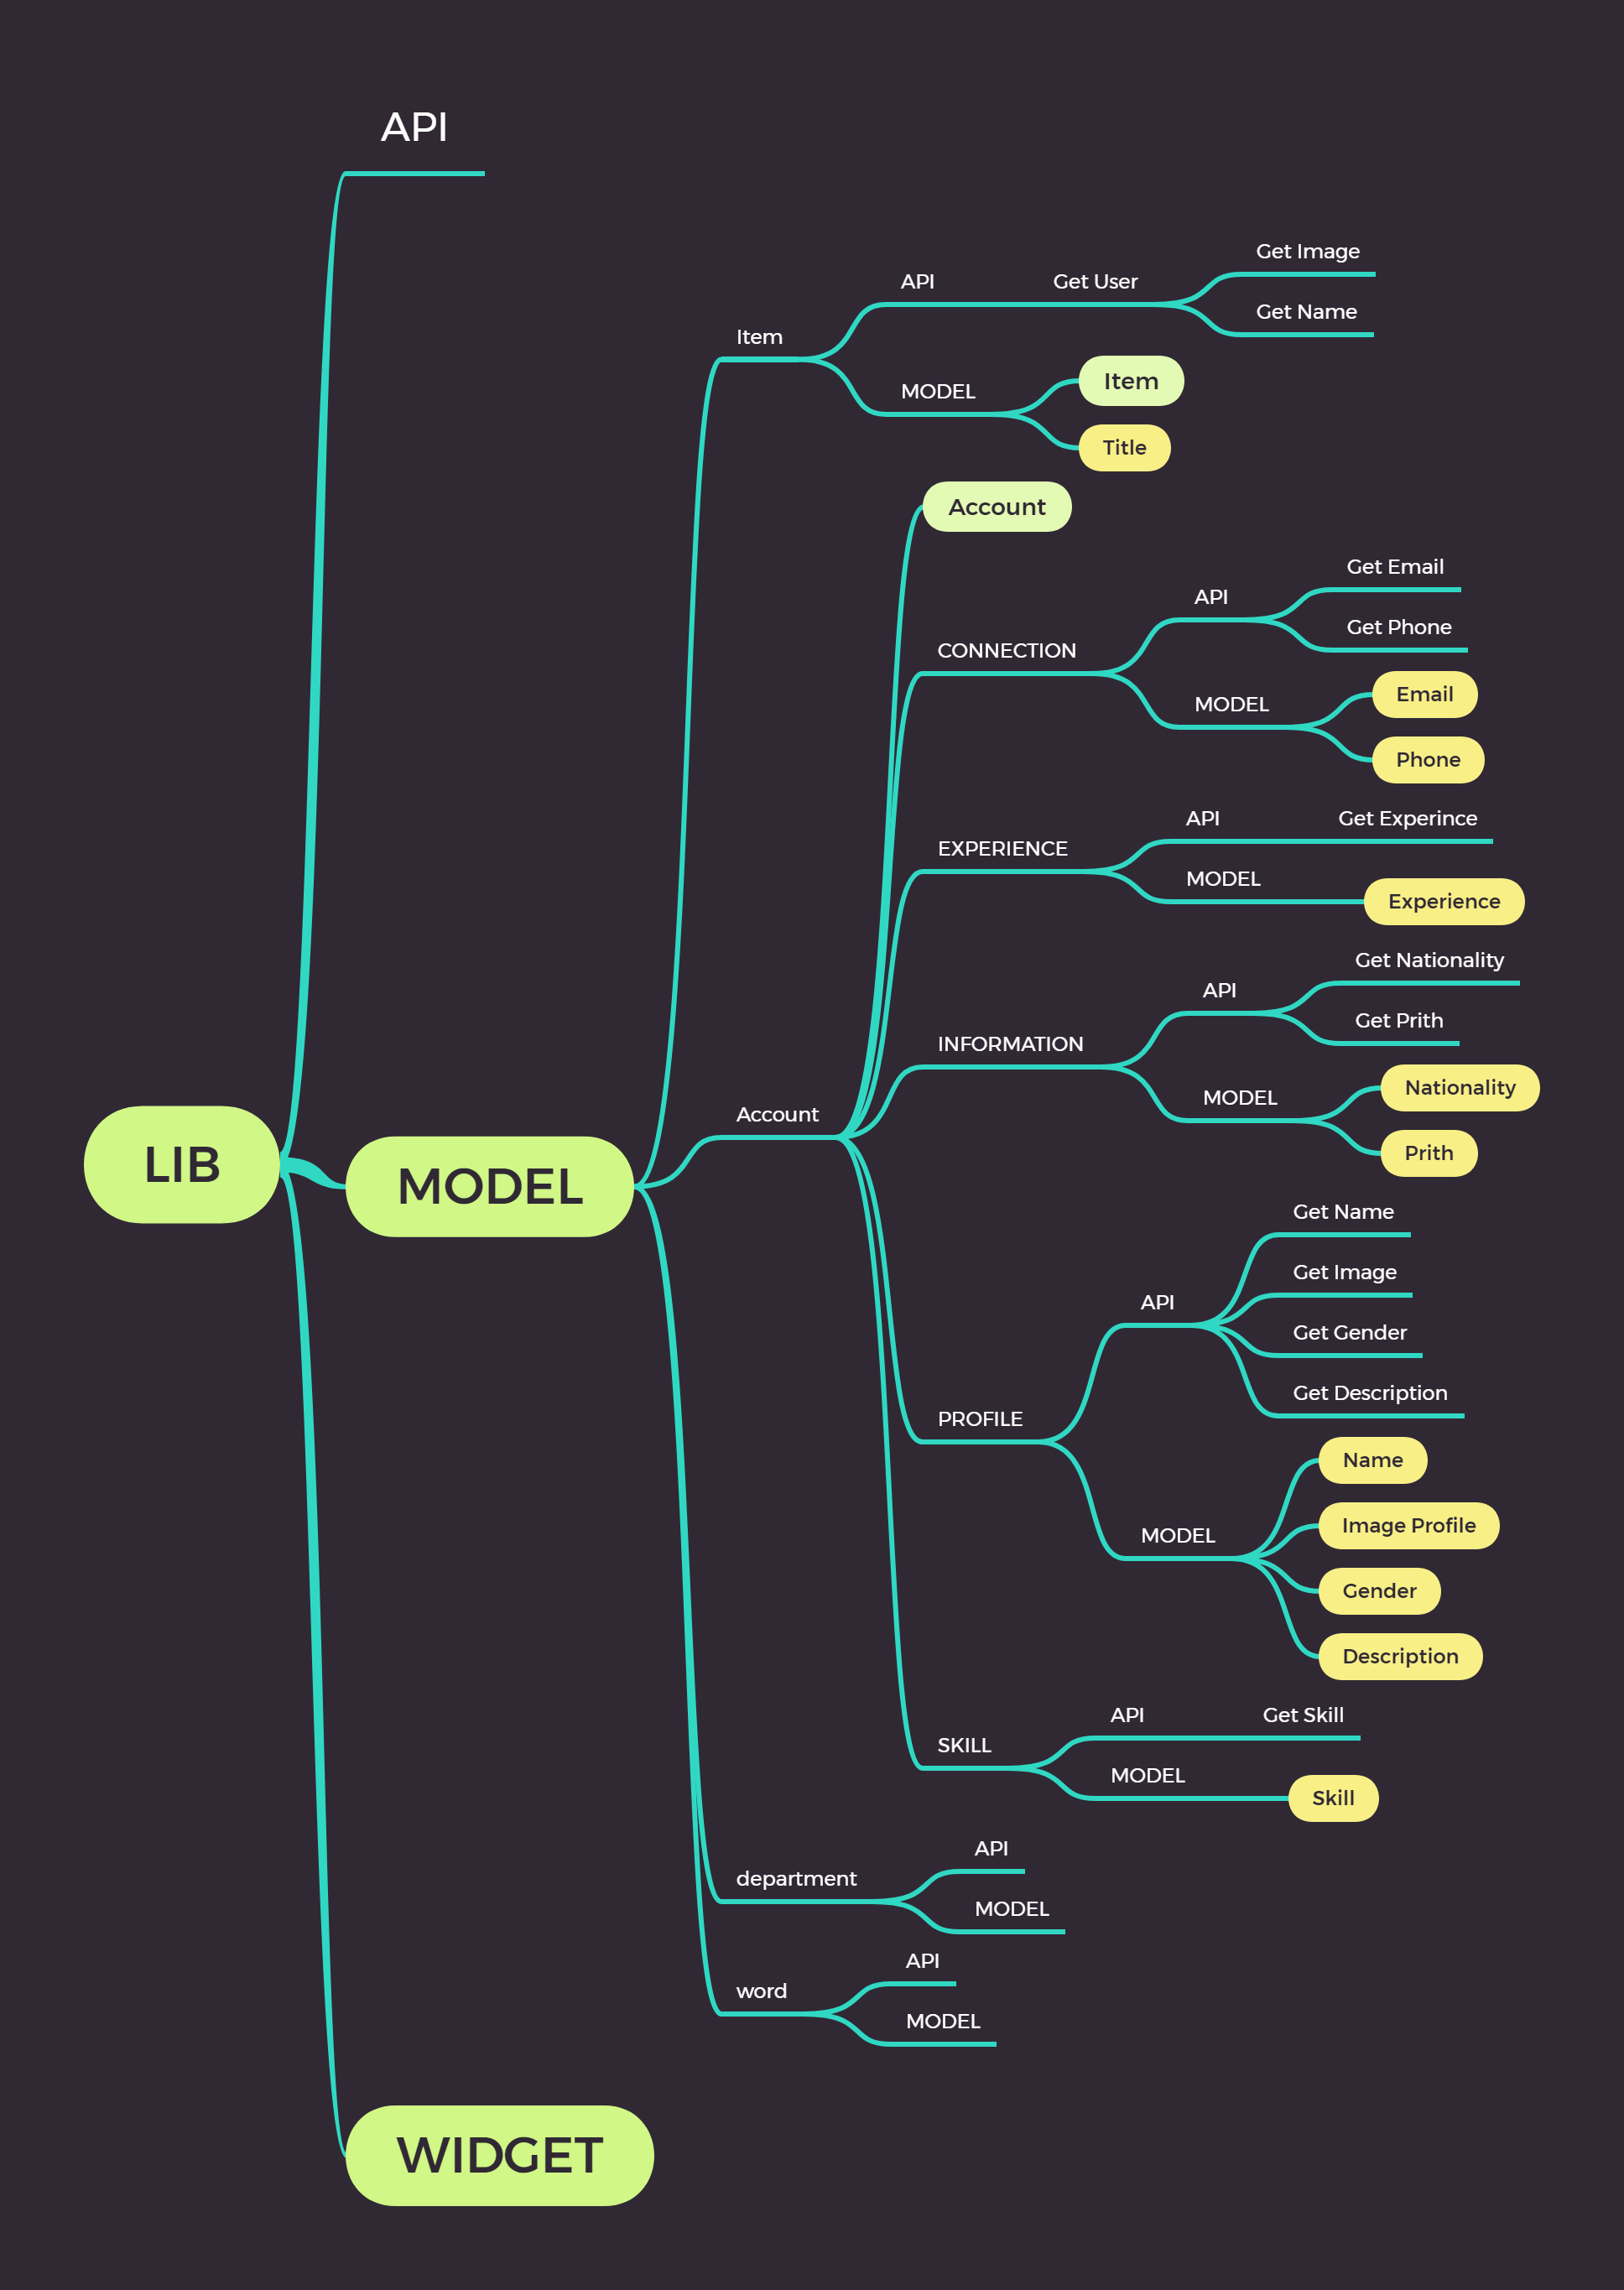 API
Get Image
Get User
API
Get Name
Item
Item
MODEL
Title
Account
Get Email
API
Get Phone
CONNECTION
Email
MODEL
Phone
API
Get Experince
EXPERIENCE
MODEL
Experience
Get Nationality
API
Get Prith
INFORMATION
Nationality
MODEL
Prith
Account
LIB
MODEL
Get Name
Get Image
API
Get Gender
Get Description
PROFILE
Name
Image Profile
MODEL
Gender
Description
API
Get Skill
SKILL
MODEL
Skill
API
department
MODEL
API
word
MODEL
WIDGET